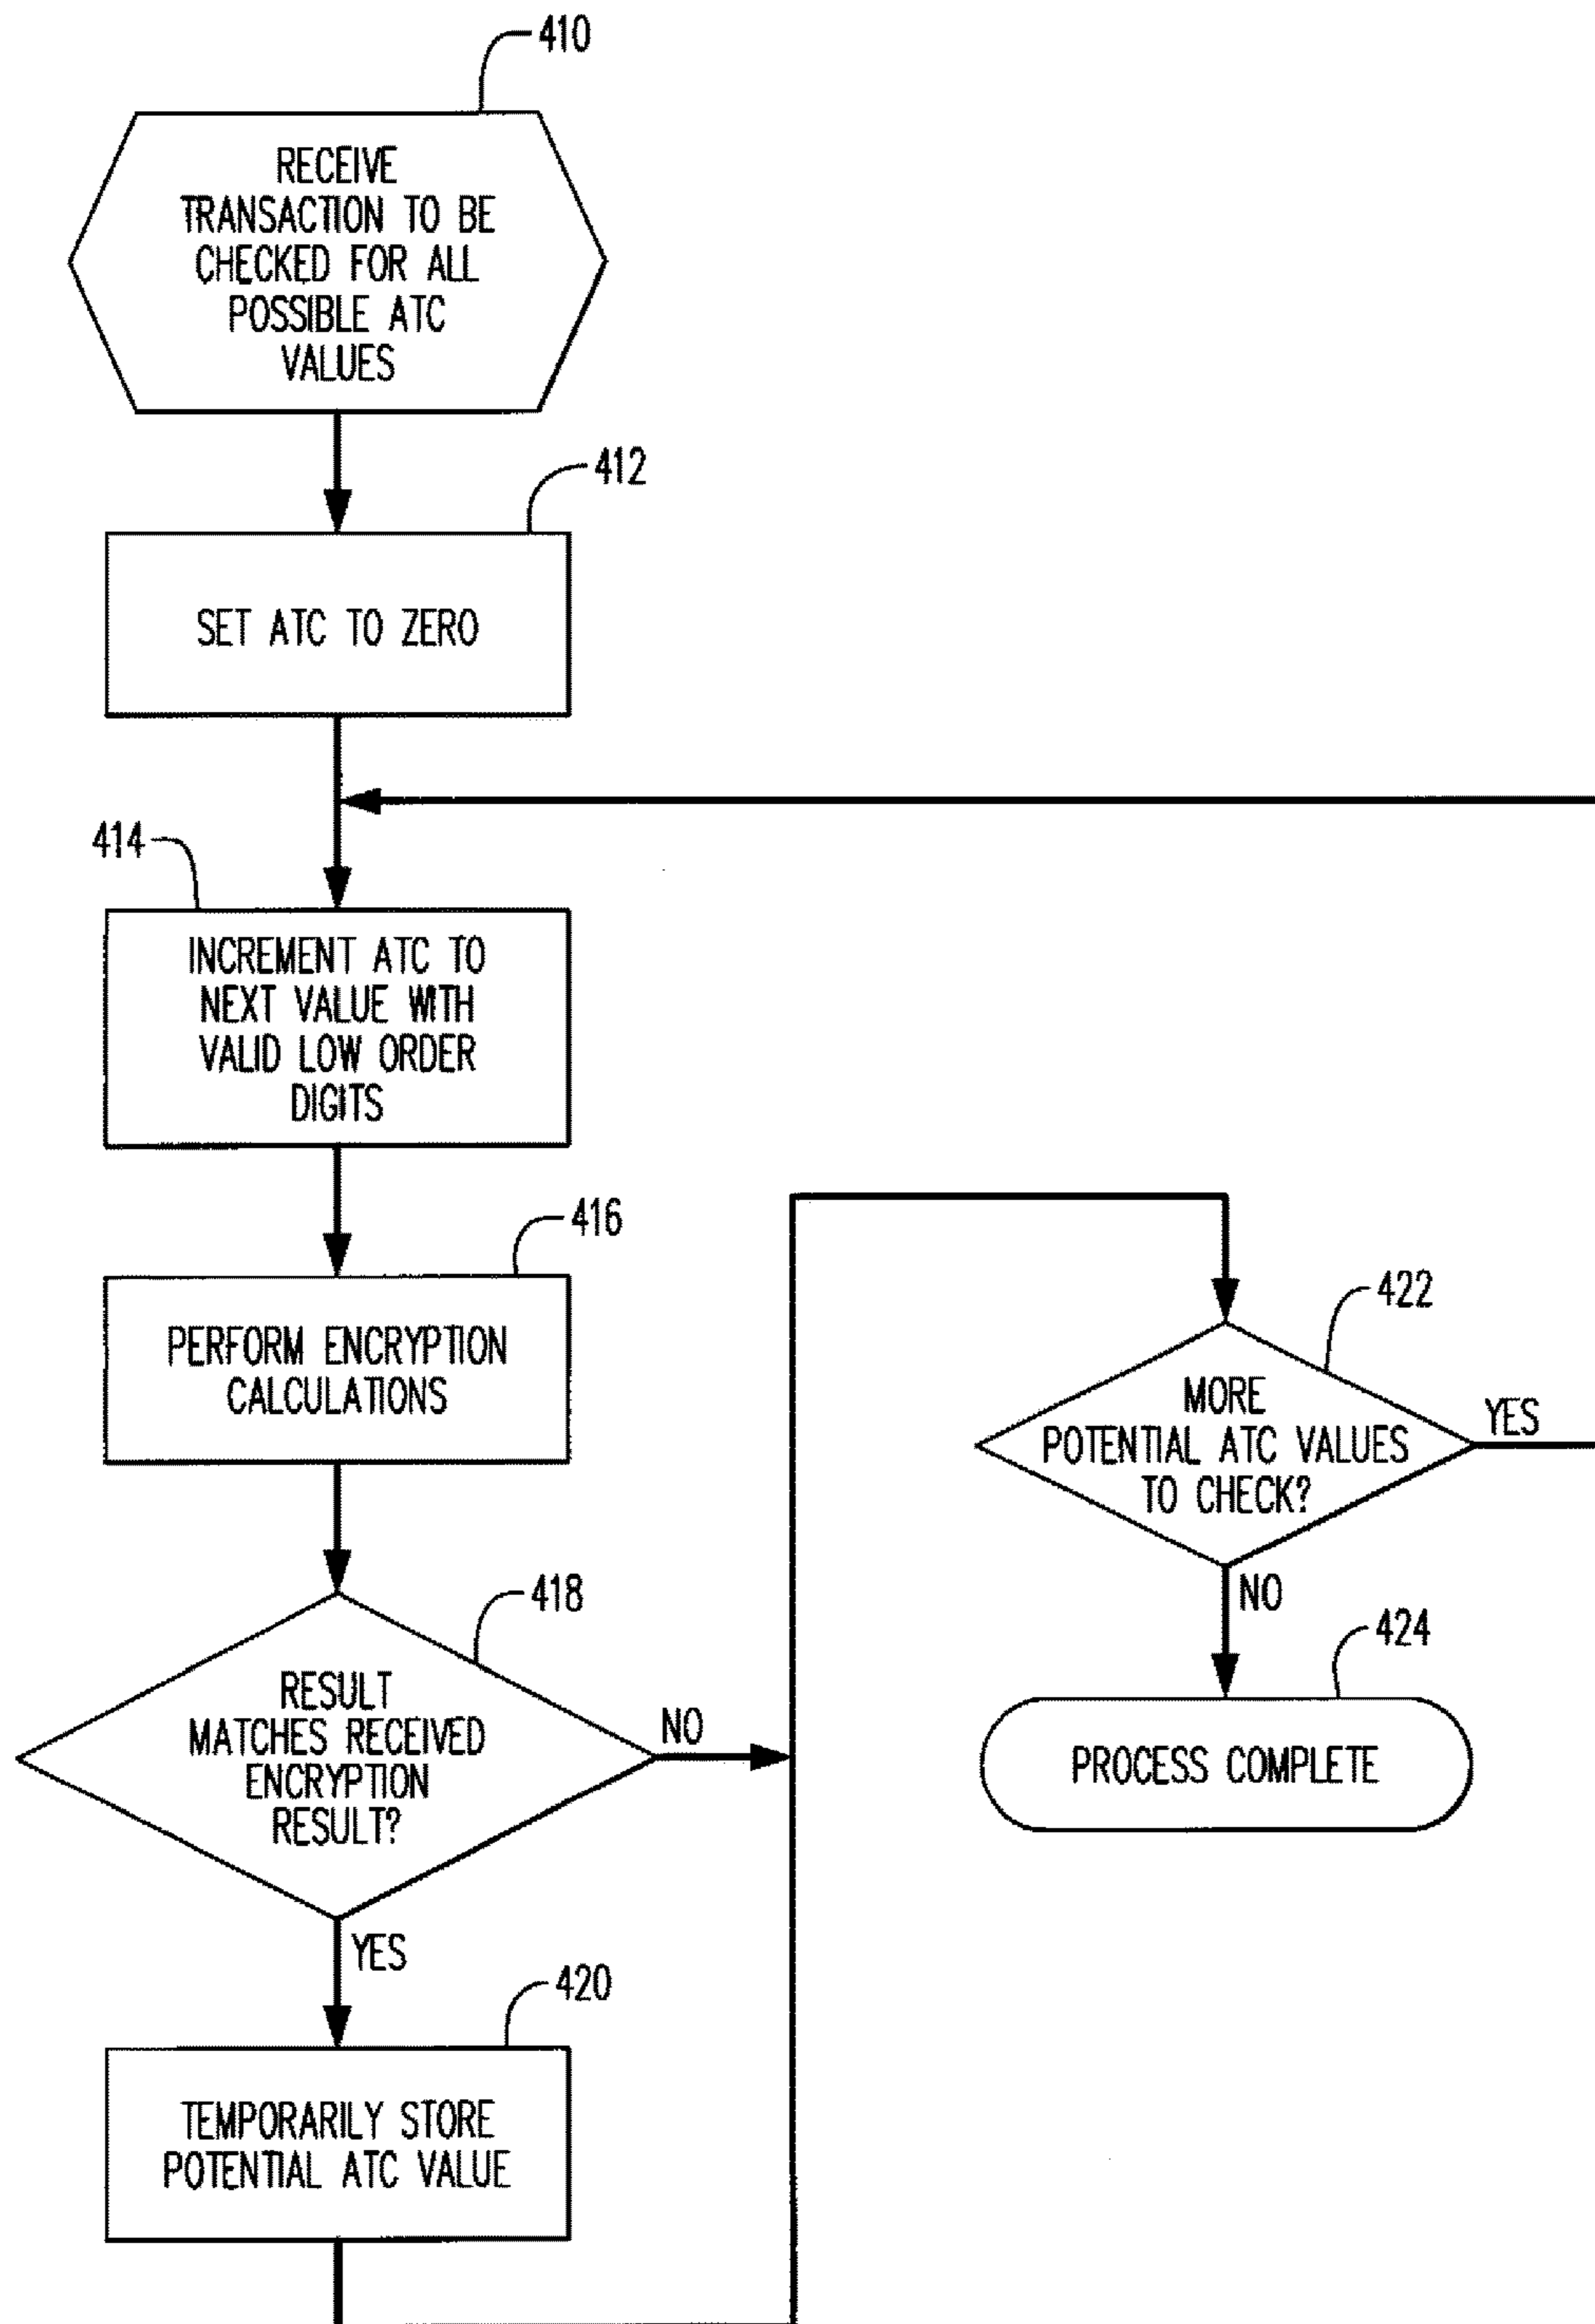 410
RECEIVE
TRANSACTION TO BE
CHECKED FOR ALL
POSSIBLE ATC
VALUES
412
SET ATC TO ZERO
414
INCREMENT ATC TO
NEXT VALUE WITH
VALID LOW ORDER
DIGITS
416
PERFORM ENCRYPTION
CALCULATIONS
418
RESULT
MATCHES RECEIVED
ENCRYPTION
RESULT?
NO
YES
420
TEMPORARILY STORE
POTENTIAL ATC VALUE
422
MORE
POTENTIAL ATC VALUES
TO CHECK?
YES
NO
424
PROCESS COMPLETE